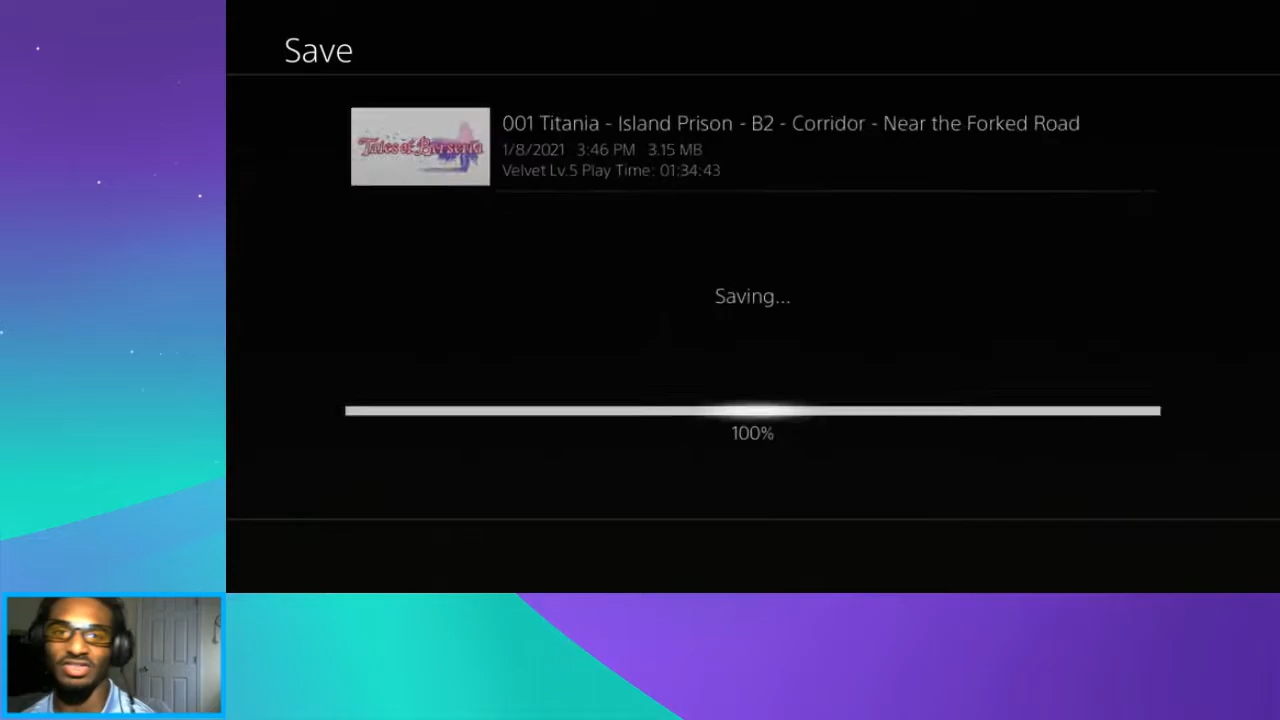 Save
Tales of Berseria
001 Titania - Island Prison - B2 - Corridor - Near the Forked Road
1/8/2021 3:46 PM 3.15 MB
Velvet Lv.5 Play Time: 01:34:43
Saving...
100%